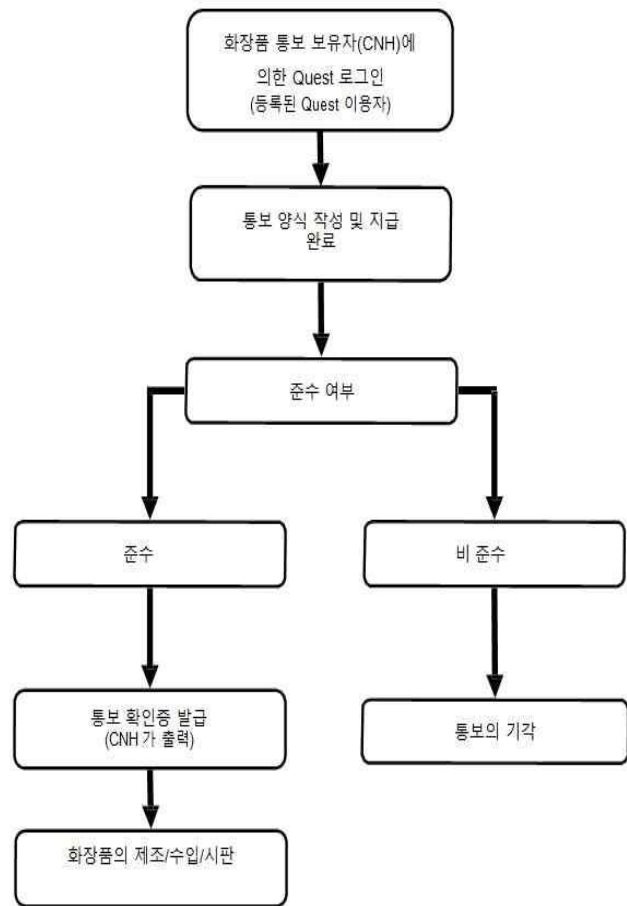 화장품 통보 보유자(CNH)에
의한 Quest 로그인
(등록된 Quest 이용자)
통보 양식 작성 및 지급
완료
준수 여부
준수
비 준수
통보 확인증 발급
(CNH 가 출력)
통보의 기각
화장품의 제조/수입/시판